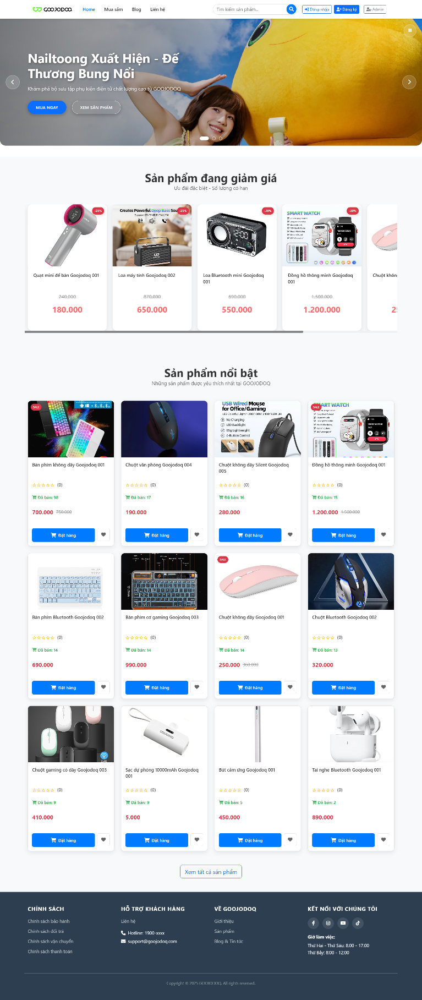 GOOJODOQ
Home
Mua sắm
Blog
Liên hệ
Tìm kiếm sản phẩm...
Đăng nhập
Đăng ký
Admin
Nailtoong Xuất Hiện - Đế
Thương Bung Nổi
Khám phá bộ sưu tập phụ kiện điện tử chất lượng cao từ GOOJODOQ
MUA NGAY
XEM SẢN PHẨM
Sản phẩm đang giảm giá
Ưu đãi đặc biệt - Số lượng có hạn
-25%
Quạt mini để bàn Goojodoq 001
240.000
180.000
Creates Powerful Deep Bass Sou
-25%
Loa máy tính Goojodoq 002
870.000
650.000
-20%
Loa Bluetooth mini Goojodoq
001
690.000
550.000
SMART WATCH
-20%
Đồng hồ thông minh Goojodoq
001
1.500.000
1.200.000
Chuột khôn
2
Sản phẩm nổi bật
Những sản phẩm được yêu thích nhất tại GOOJODOQ
SALE
Bàn phím không dây Goojodoq 001
(0)
Đã bán: 98
700.000 750.000
Đặt hàng
Chuột văn phòng Goojodoq 004
(0)
Đã bán: 17
190.000
Đặt hàng
USB Wired Mouse
for Office/Gaming
No Charging
LED Backlight
85g Lightweight
6-Button Control
Chuột không dây Silent Goojodoq
005
(0)
Đã bán: 16
280.000
Đặt hàng
SALE
MART WATCH
Đồng hồ thông minh Goojodoq 001
(0)
Đã bán: 15
1.200.000 1.500.000
Đặt hàng
Bàn phím Bluetooth Goojodoq 002
(0)
Đã bán: 14
690.000
Đặt hàng
Bàn phím cơ gaming Goojodoq 003
(0)
Đã bán: 14
990.000
Đặt hàng
SALE
Chuột không dây Goojodoq 001
(0)
Đã bán: 14
250.000 360.000
Đặt hàng
Chuột Bluetooth Goojodoq 002
(0)
Đã bán: 13
320.000
Đặt hàng
2.4G
Chuột gaming có dây Goojodoq 003
(0)
Đã bán: 9
410.000
Đặt hàng
GOOJODOQ
Sạc dự phòng 10000mAh Goojodoq
001
(0)
Đã bán: 9
5.000
Đặt hàng
Bút cảm ứng Goojodoq 001
(0)
Đã bán: 5
450.000
Đặt hàng
Tai nghe Bluetooth Goojodoq 001
(0)
Đã bán: 2
890.000
Đặt hàng
Xem tất cả sản phẩm
CHÍNH SÁCH
Chính sách bảo hành
Chính sách đổi trả
Chính sách vận chuyển
Chính sách thanh toán
HỖ TRỢ KHÁCH HÀNG
Liên hệ
Hotline: 1900-xxxx
support@goojodoq.com
VỀ GOOJODOQ
Giới thiệu
Sản phẩm
Blog & Tin tức
KẾT NỐI VỚI CHÚNG TÔI
Giờ làm việc:
Thứ Hai - Thứ Sáu: 8:00 - 17:00
Thứ Bảy: 8:00 - 12:00
Copyright © 2025 GOOJODOQ. All rights reserved.